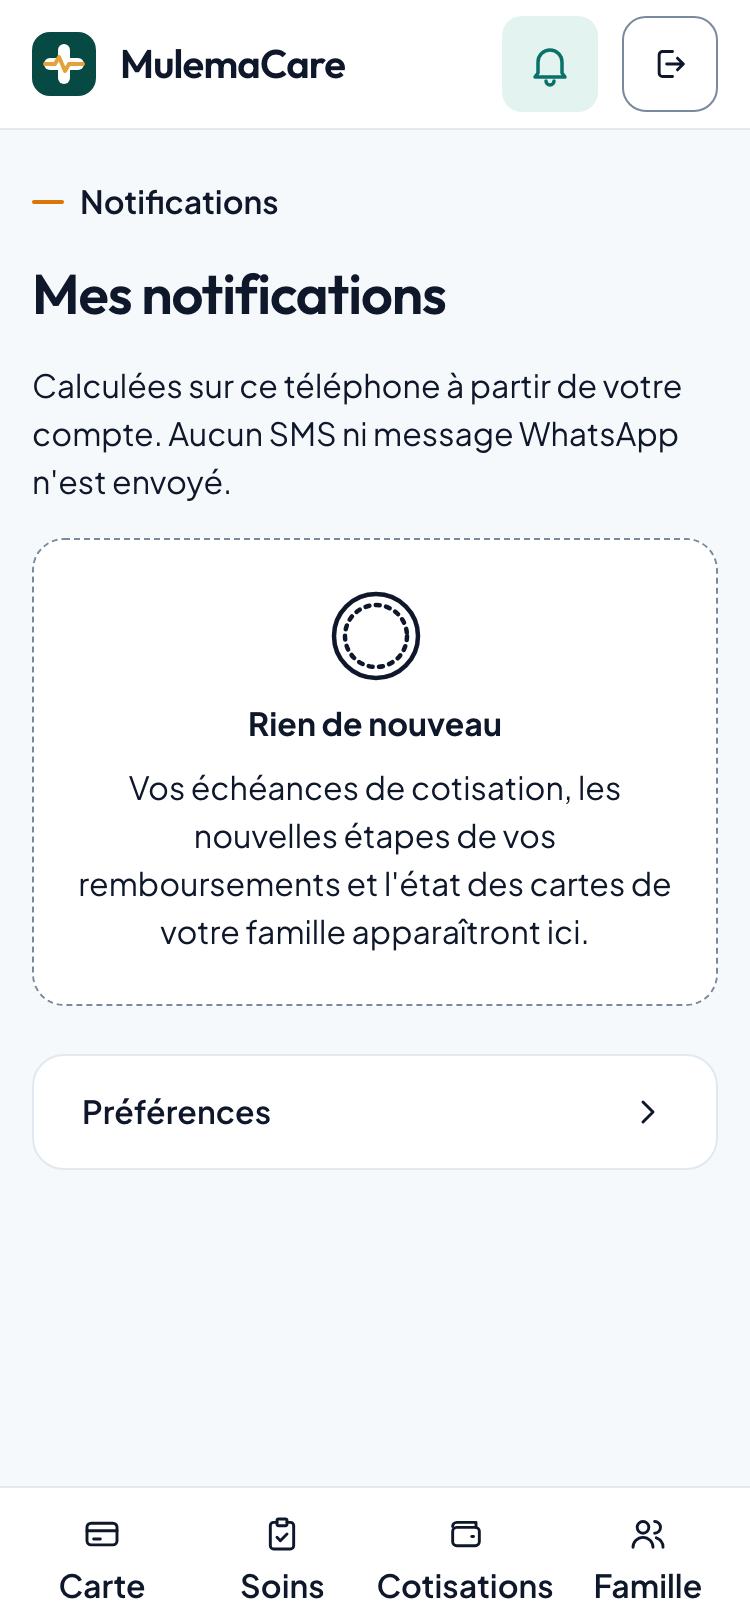 MulemaCare
Notifications
Mes notifications
Calculées sur ce téléphone à partir de votre
compte. Aucun SMS ni message WhatsApp
n'est envoyé.
Rien de nouveau
Vos échéances de cotisation, les
nouvelles étapes de vos
remboursements et l'état des cartes de
votre famille apparaîtront ici.
Préférences
Carte
Soins
Cotisations
Famille